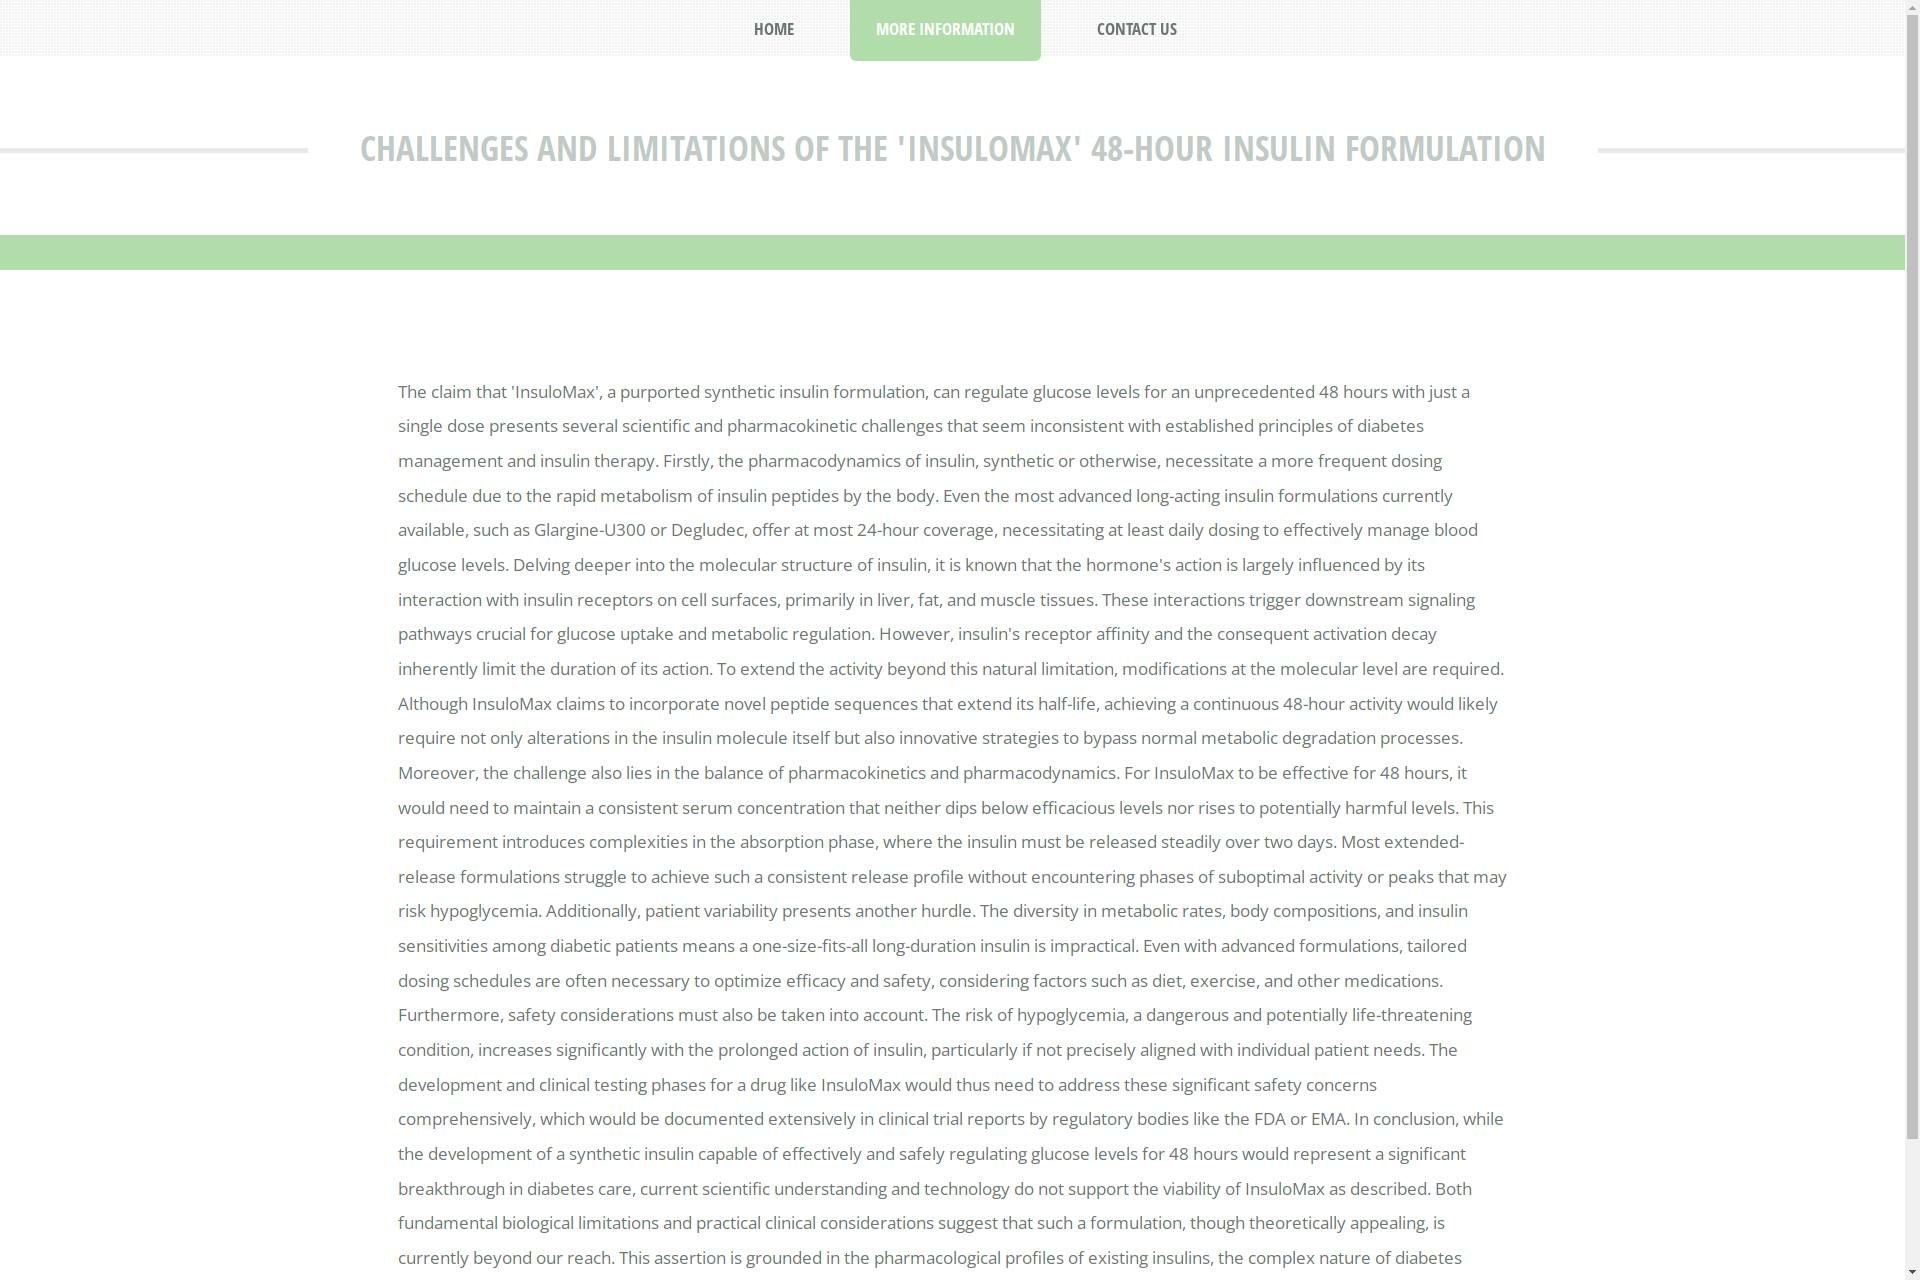 HOME
MORE INFORMATION
CONTACT US
CHALLENGES AND LIMITATIONS OF THE 'INSULOMAX' 48-HOUR INSULIN FORMULATION
The claim that 'InsuloMax', a purported synthetic insulin formulation, can regulate glucose levels for an unprecedented 48 hours with just a
single dose presents several scientific and pharmacokinetic challenges that seem inconsistent with established principles of diabetes
management and insulin therapy. Firstly, the pharmacodynamics of insulin, synthetic or otherwise, necessitate a more frequent dosing
schedule due to the rapid metabolism of insulin peptides by the body. Even the most advanced long-acting insulin formulations currently
available, such as Glargine-U300 or Degludec, offer at most 24-hour coverage, necessitating at least daily dosing to effectively manage blood
glucose levels. Delving deeper into the molecular structure of insulin, it is known that the hormone's action is largely influenced by its
interaction with insulin receptors on cell surfaces, primarily in liver, fat, and muscle tissues. These interactions trigger downstream signaling
pathways crucial for glucose uptake and metabolic regulation. However, insulin's receptor affinity and the consequent activation decay
inherently limit the duration of its action. To extend the activity beyond this natural limitation, modifications at the molecular level are required.
Although InsuloMax claims to incorporate novel peptide sequences that extend its half-life, achieving a continuous 48-hour activity would likely
require not only alterations in the insulin molecule itself but also innovative strategies to bypass normal metabolic degradation processes.
Moreover, the challenge also lies in the balance of pharmacokinetics and pharmacodynamics. For InsuloMax to be effective for 48 hours, it
would need to maintain a consistent serum concentration that neither dips below efficacious levels nor rises to potentially harmful levels. This
requirement introduces complexities in the absorption phase, where the insulin must be released steadily over two days. Most extended-
release formulations struggle to achieve such a consistent release profile without encountering phases of suboptimal activity or peaks that may
risk hypoglycemia. Additionally, patient variability presents another hurdle. The diversity in metabolic rates, body compositions, and insulin
sensitivities among diabetic patients means a one-size-fits-all long-duration insulin is impractical. Even with advanced formulations, tailored
dosing schedules are often necessary to optimize efficacy and safety, considering factors such as diet, exercise, and other medications.
Furthermore, safety considerations must also be taken into account. The risk of hypoglycemia, a dangerous and potentially life-threatening
condition, increases significantly with the prolonged action of insulin, particularly if not precisely aligned with individual patient needs. The
development and clinical testing phases for a drug like InsuloMax would thus need to address these significant safety concerns
comprehensively, which would be documented extensively in clinical trial reports by regulatory bodies like the FDA or EMA. In conclusion, while
the development of a synthetic insulin capable of effectively and safely regulating glucose levels for 48 hours would represent a significant
breakthrough in diabetes care, current scientific understanding and technology do not support the viability of InsuloMax as described. Both
fundamental biological limitations and practical clinical considerations suggest that such a formulation, though theoretically appealing, is
currently beyond our reach. This assertion is grounded in the pharmacological profiles of existing insulins, the complex nature of diabetes